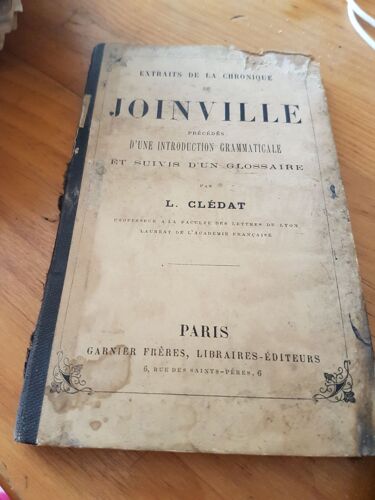 EXTRAITS DE LA CHRONIQUE
DE
JOINVILLE
PRÉCÉDÉS
D'UNE INTRODUCTION GRAMMATICALE
ET SUIVIS D'UN GLOSSAIRE
PAR
L. CLÉDAT
PROFESSEUR A LA FACULTÉ DES LETTRES DE LYON
LAURÉAT DE L'ACADÉMIE FRANÇAISE
PARIS
GARNIER FRÈRES, LIBRAIRES-ÉDITEURS
6, RUE DES SAINTS-PÈRES, 6